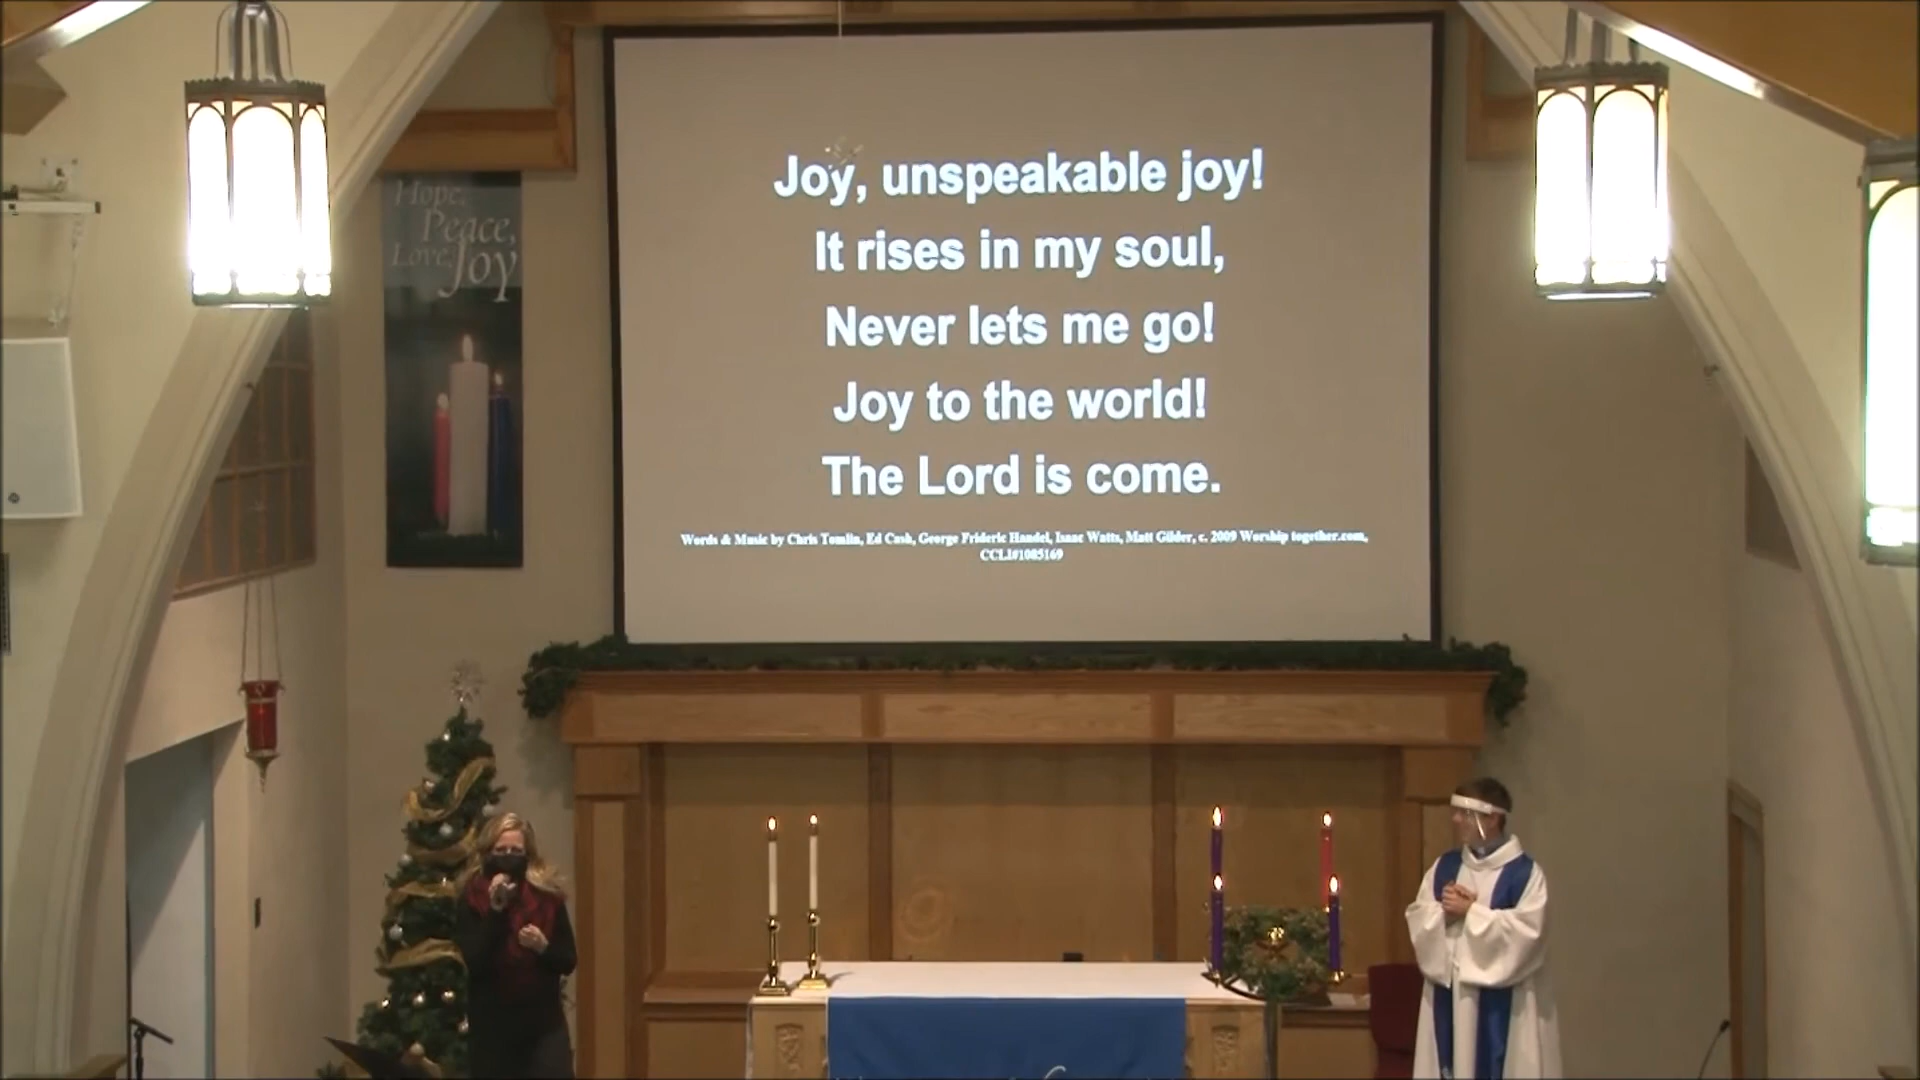 Hope,
Peace,
Love,
Joy
Joy, unspeakable joy!
It rises in my soul,
Never lets me go!
Joy to the world!
The Lord is come.
Words & Music by Chris Tomlin, Ed Cash, George Frideric Handel, Isaac Watts, Matt Gilder, c. 2009 Worship together.com,
CCLI#1085169